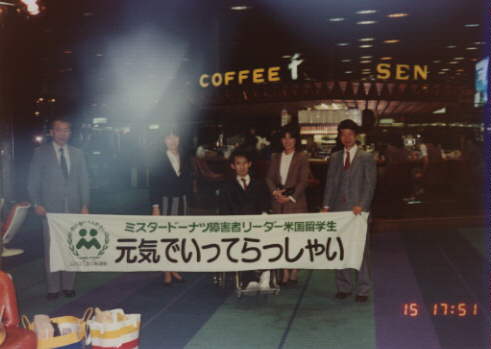 COFFEE SEN
ミスタードーナツ障害者リーダー米国留学生
元気でいってらっしゃい
15 17:51